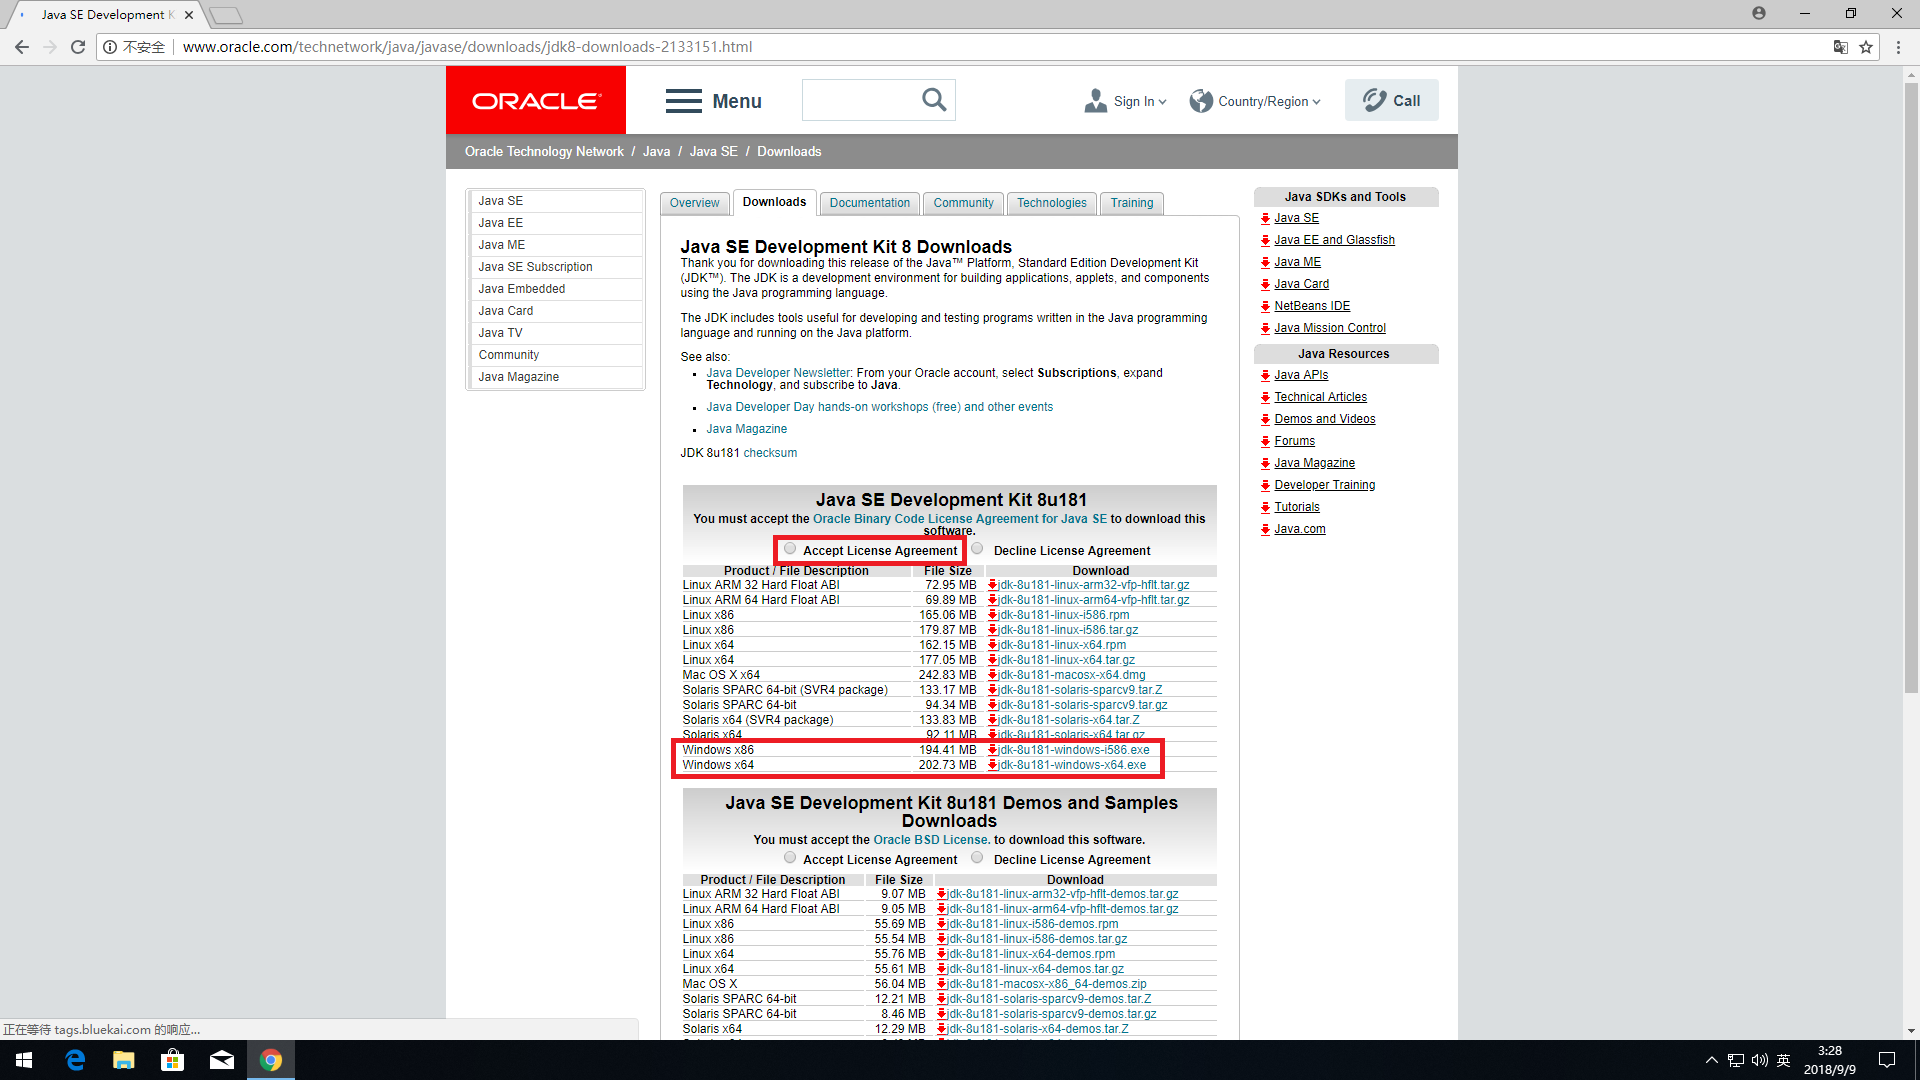 Java SE Development K
不安全
www.oracle.com/technetwork/java/javase/downloads/jdk8-downloads-2133151.html
ORACLE
Menu
Sign In
Country/Region
Call
Oracle Technology Network / Java / Java SE / Downloads
Java SE
Java EE
Java ME
Java SE Subscription
Java Embedded
Java Card
Java TV
Community
Java Magazine
Overview
Downloads
Documentation
Community
Technologies
Training
Java SE Development Kit 8 Downloads
Thank you for downloading this release of the Java™ Platform, Standard Edition Development Kit
(JDK™). The JDK is a development environment for building applications, applets, and components
using the Java programming language.
The JDK includes tools useful for developing and testing programs written in the Java programming
language and running on the Java platform.
See also:
Java Developer Newsletter: From your Oracle account, select Subscriptions, expand
Technology, and subscribe to Java.
Java Developer Day hands-on workshops (free) and other events
Java Magazine
JDK 8u181 checksum
Java SE Development Kit 8u181
You must accept the Oracle Binary Code License Agreement for Java SE to download this
software.
Accept License Agreement Decline License Agreement
Product / File Description File Size Download
Linux ARM 32 Hard Float ABI 72.95 MB jdk-8u181-linux-arm32-vfp-hflt.tar.gz
Linux ARM 64 Hard Float ABI 69.89 MB jdk-8u181-linux-arm64-vfp-hflt.tar.gz
Linux x86 165.06 MB jdk-8u181-linux-i586.rpm
Linux x86 179.87 MB jdk-8u181-linux-i586.tar.gz
Linux x64 162.15 MB jdk-8u181-linux-x64.rpm
Linux x64 177.05 MB jdk-8u181-linux-x64.tar.gz
Mac OS X x64 242.83 MB jdk-8u181-macosx-x64.dmg
Solaris SPARC 64-bit (SVR4 package) 133.17 MB jdk-8u181-solaris-sparcv9.tar.Z
Solaris SPARC 64-bit 94.34 MB jdk-8u181-solaris-sparcv9.tar.gz
Solaris x64 (SVR4 package) 133.83 MB jdk-8u181-solaris-x64.tar.Z
Solaris x64 92.11 MB jdk-8u181-solaris-x64.tar.gz
Windows x86 194.41 MB jdk-8u181-windows-i586.exe
Windows x64 202.73 MB jdk-8u181-windows-x64.exe
Java SE Development Kit 8u181 Demos and Samples
Downloads
You must accept the Oracle BSD License. to download this software.
Accept License Agreement Decline License Agreement
Product / File Description File Size Download
Linux ARM 32 Hard Float ABI 9.07 MB jdk-8u181-linux-arm32-vfp-hflt-demos.tar.gz
Linux ARM 64 Hard Float ABI 9.05 MB jdk-8u181-linux-arm64-vfp-hflt-demos.tar.gz
Linux x86 55.69 MB jdk-8u181-linux-i586-demos.rpm
Linux x86 55.54 MB jdk-8u181-linux-i586-demos.tar.gz
Linux x64 55.76 MB jdk-8u181-linux-x64-demos.rpm
Linux x64 55.61 MB jdk-8u181-linux-x64-demos.tar.gz
Mac OS X 56.04 MB jdk-8u181-macosx-x86_64-demos.zip
Solaris SPARC 64-bit 12.21 MB jdk-8u181-solaris-sparcv9-demos.tar.Z
Solaris SPARC 64-bit 8.46 MB jdk-8u181-solaris-sparcv9-demos.tar.gz
Solaris x64 12.29 MB jdk-8u181-solaris-x64-demos.tar.Z
Java SDKs and Tools
Java SE
Java EE and Glassfish
Java ME
Java Card
NetBeans IDE
Java Mission Control
Java Resources
Java APIs
Technical Articles
Demos and Videos
Forums
Java Magazine
Developer Training
Tutorials
Java.com
正在等待 tags.bluekai.com 的响应...
英
3:28
2018/9/9